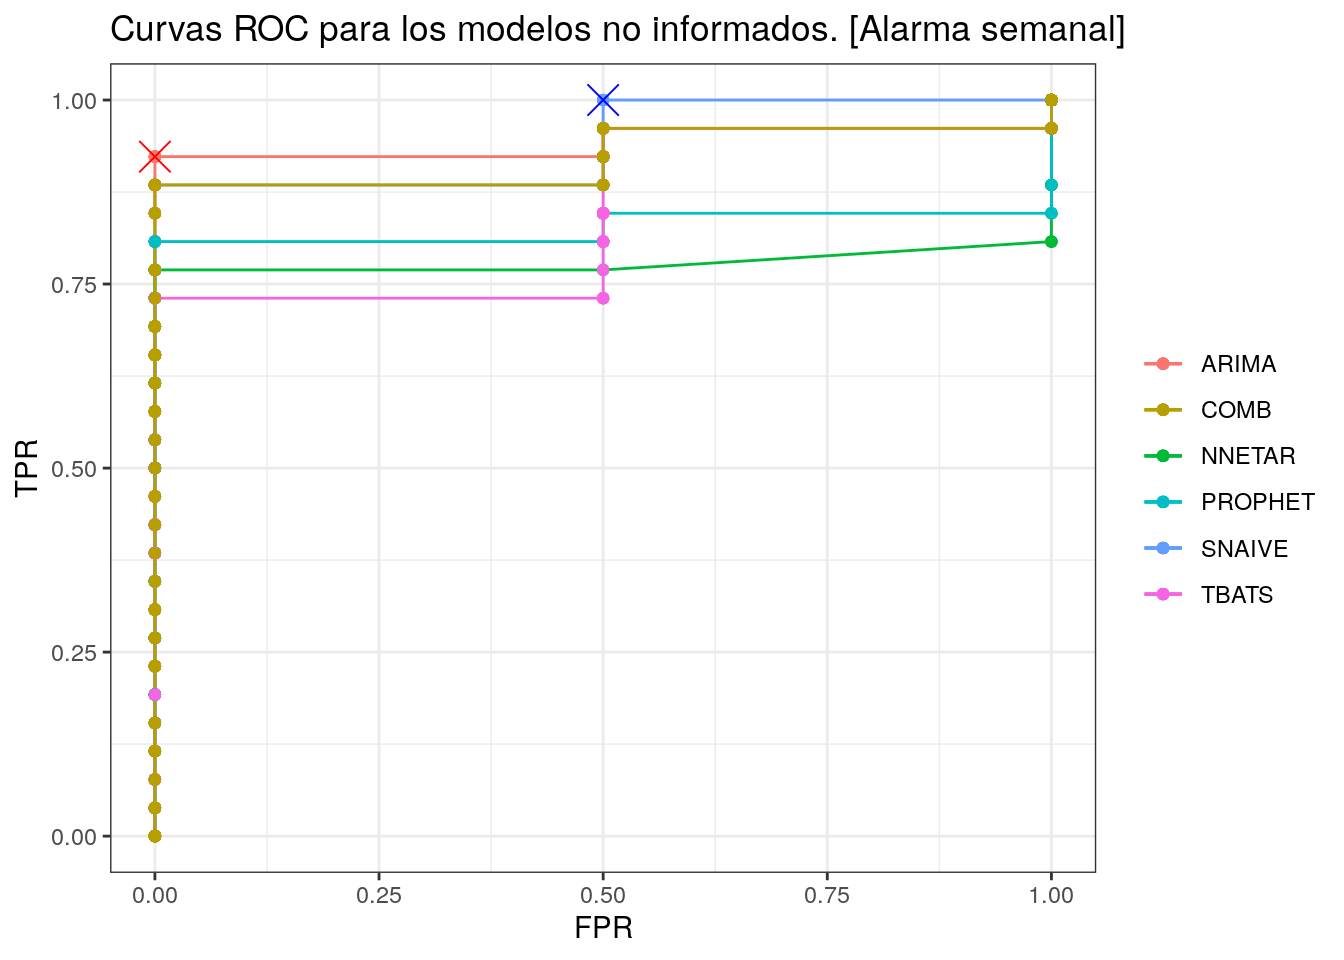 Curvas ROC para los modelos no informados. [Alarma semanal]
1.00
0.75
0.50
0.25
0.00
TPR
0.00 0.25 0.50 0.75 1.00
FPR
ARIMA
COMB
NNETAR
PROPHET
SNAIVE
TBATS